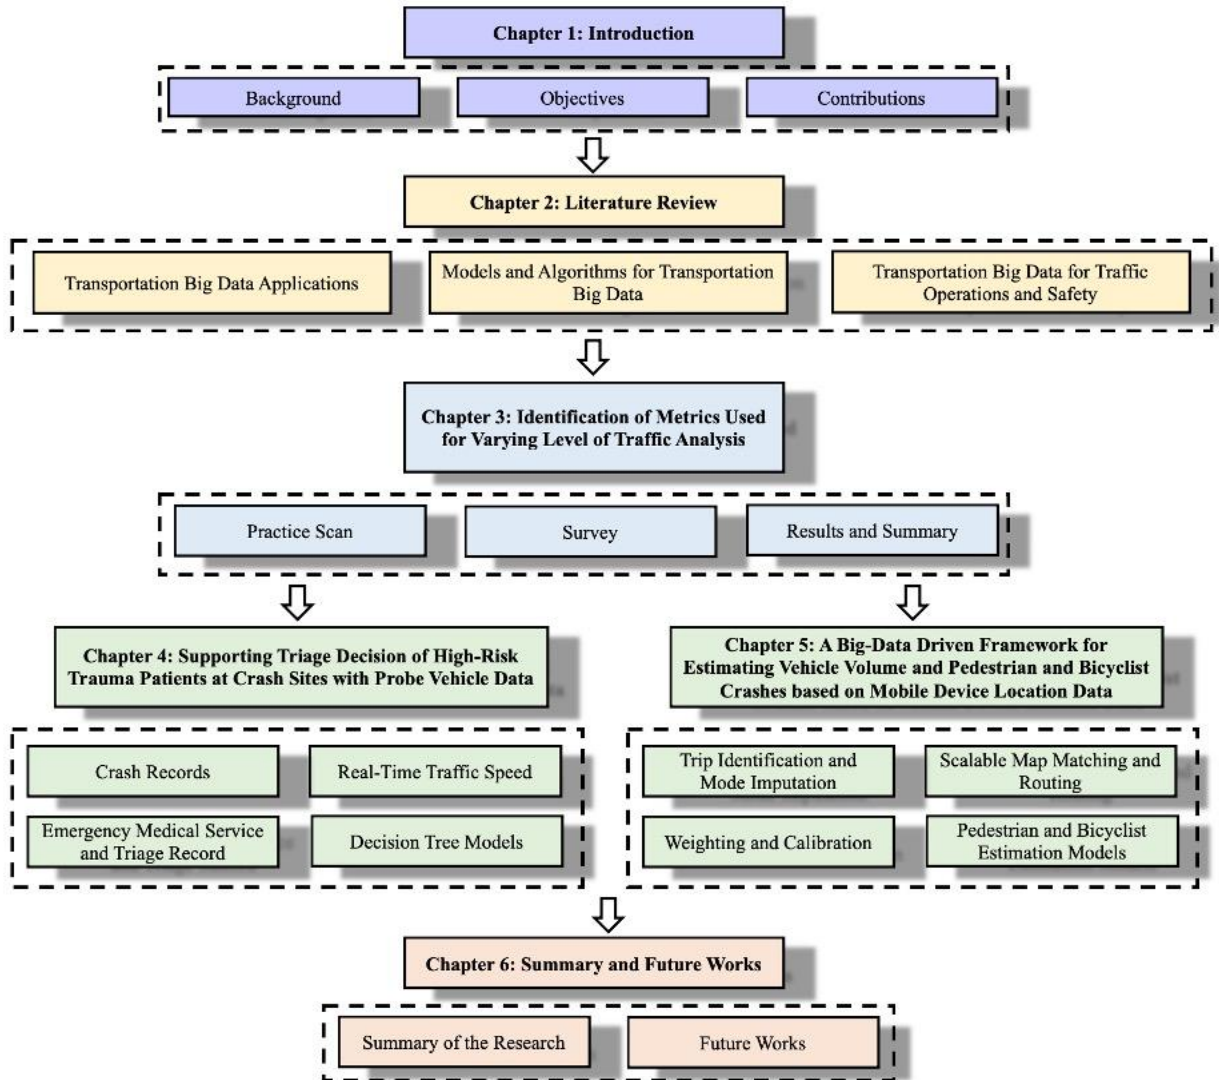 Chapter 1: Introduction
Background
Objectives
Contributions
Chapter 2: Literature Review
Transportation Big Data Applications
Models and Algorithms for Transportation
Big Data
Transportation Big Data for Traffic
Operations and Safety
Chapter 3: Identification of Metrics Used
for Varying Level of Traffic Analysis
Practice Scan
Survey
Results and Summary
Chapter 4: Supporting Triage Decision of High-Risk
Trauma Patients at Crash Sites with Probe Vehicle Data
Chapter 5: A Big-Data Driven Framework for
Estimating Vehicle Volume and Pedestrian and Bicyclist
Crashes based on Mobile Device Location Data
Crash Records
Real-Time Traffic Speed
Emergency Medical Service
and Triage Record
Decision Tree Models
Trip Identification and
Mode Imputation
Scalable Map Matching and
Routing
Weighting and Calibration
Pedestrian and Bicyclist
Estimation Models
Chapter 6: Summary and Future Works
Summary of the Research
Future Works